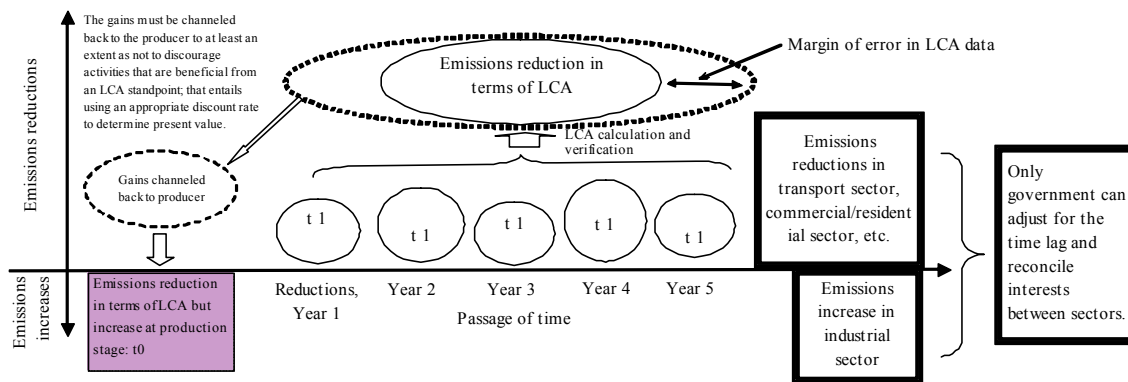 The gains must be channeled
back to the producer to at least an
extent as not to discourage
activities that are beneficial from
an LCA standpoint; that entails
using an appropriate discount rate
to determine present value.
Emissions reductions
Emissions
increases
Gains channeled
back to producer
Emissions reduction
in terms of LCA but
increase at production
stage: t0
Emissions reduction in
terms of LCA
Margin of error in LCA data
LCA calculation and
verification
t 1
t 1
t 1
t 1
t 1
Reductions,
Year 1
Year 2
Year 3
Year 4
Year 5
Passage of time
Emissions
reductions in
transport sector,
commercial/resident
ial sector, etc.
Emissions
increase in
industrial
sector
Only
government can
adjust for the
time lag and
reconcile
interests
between sectors.